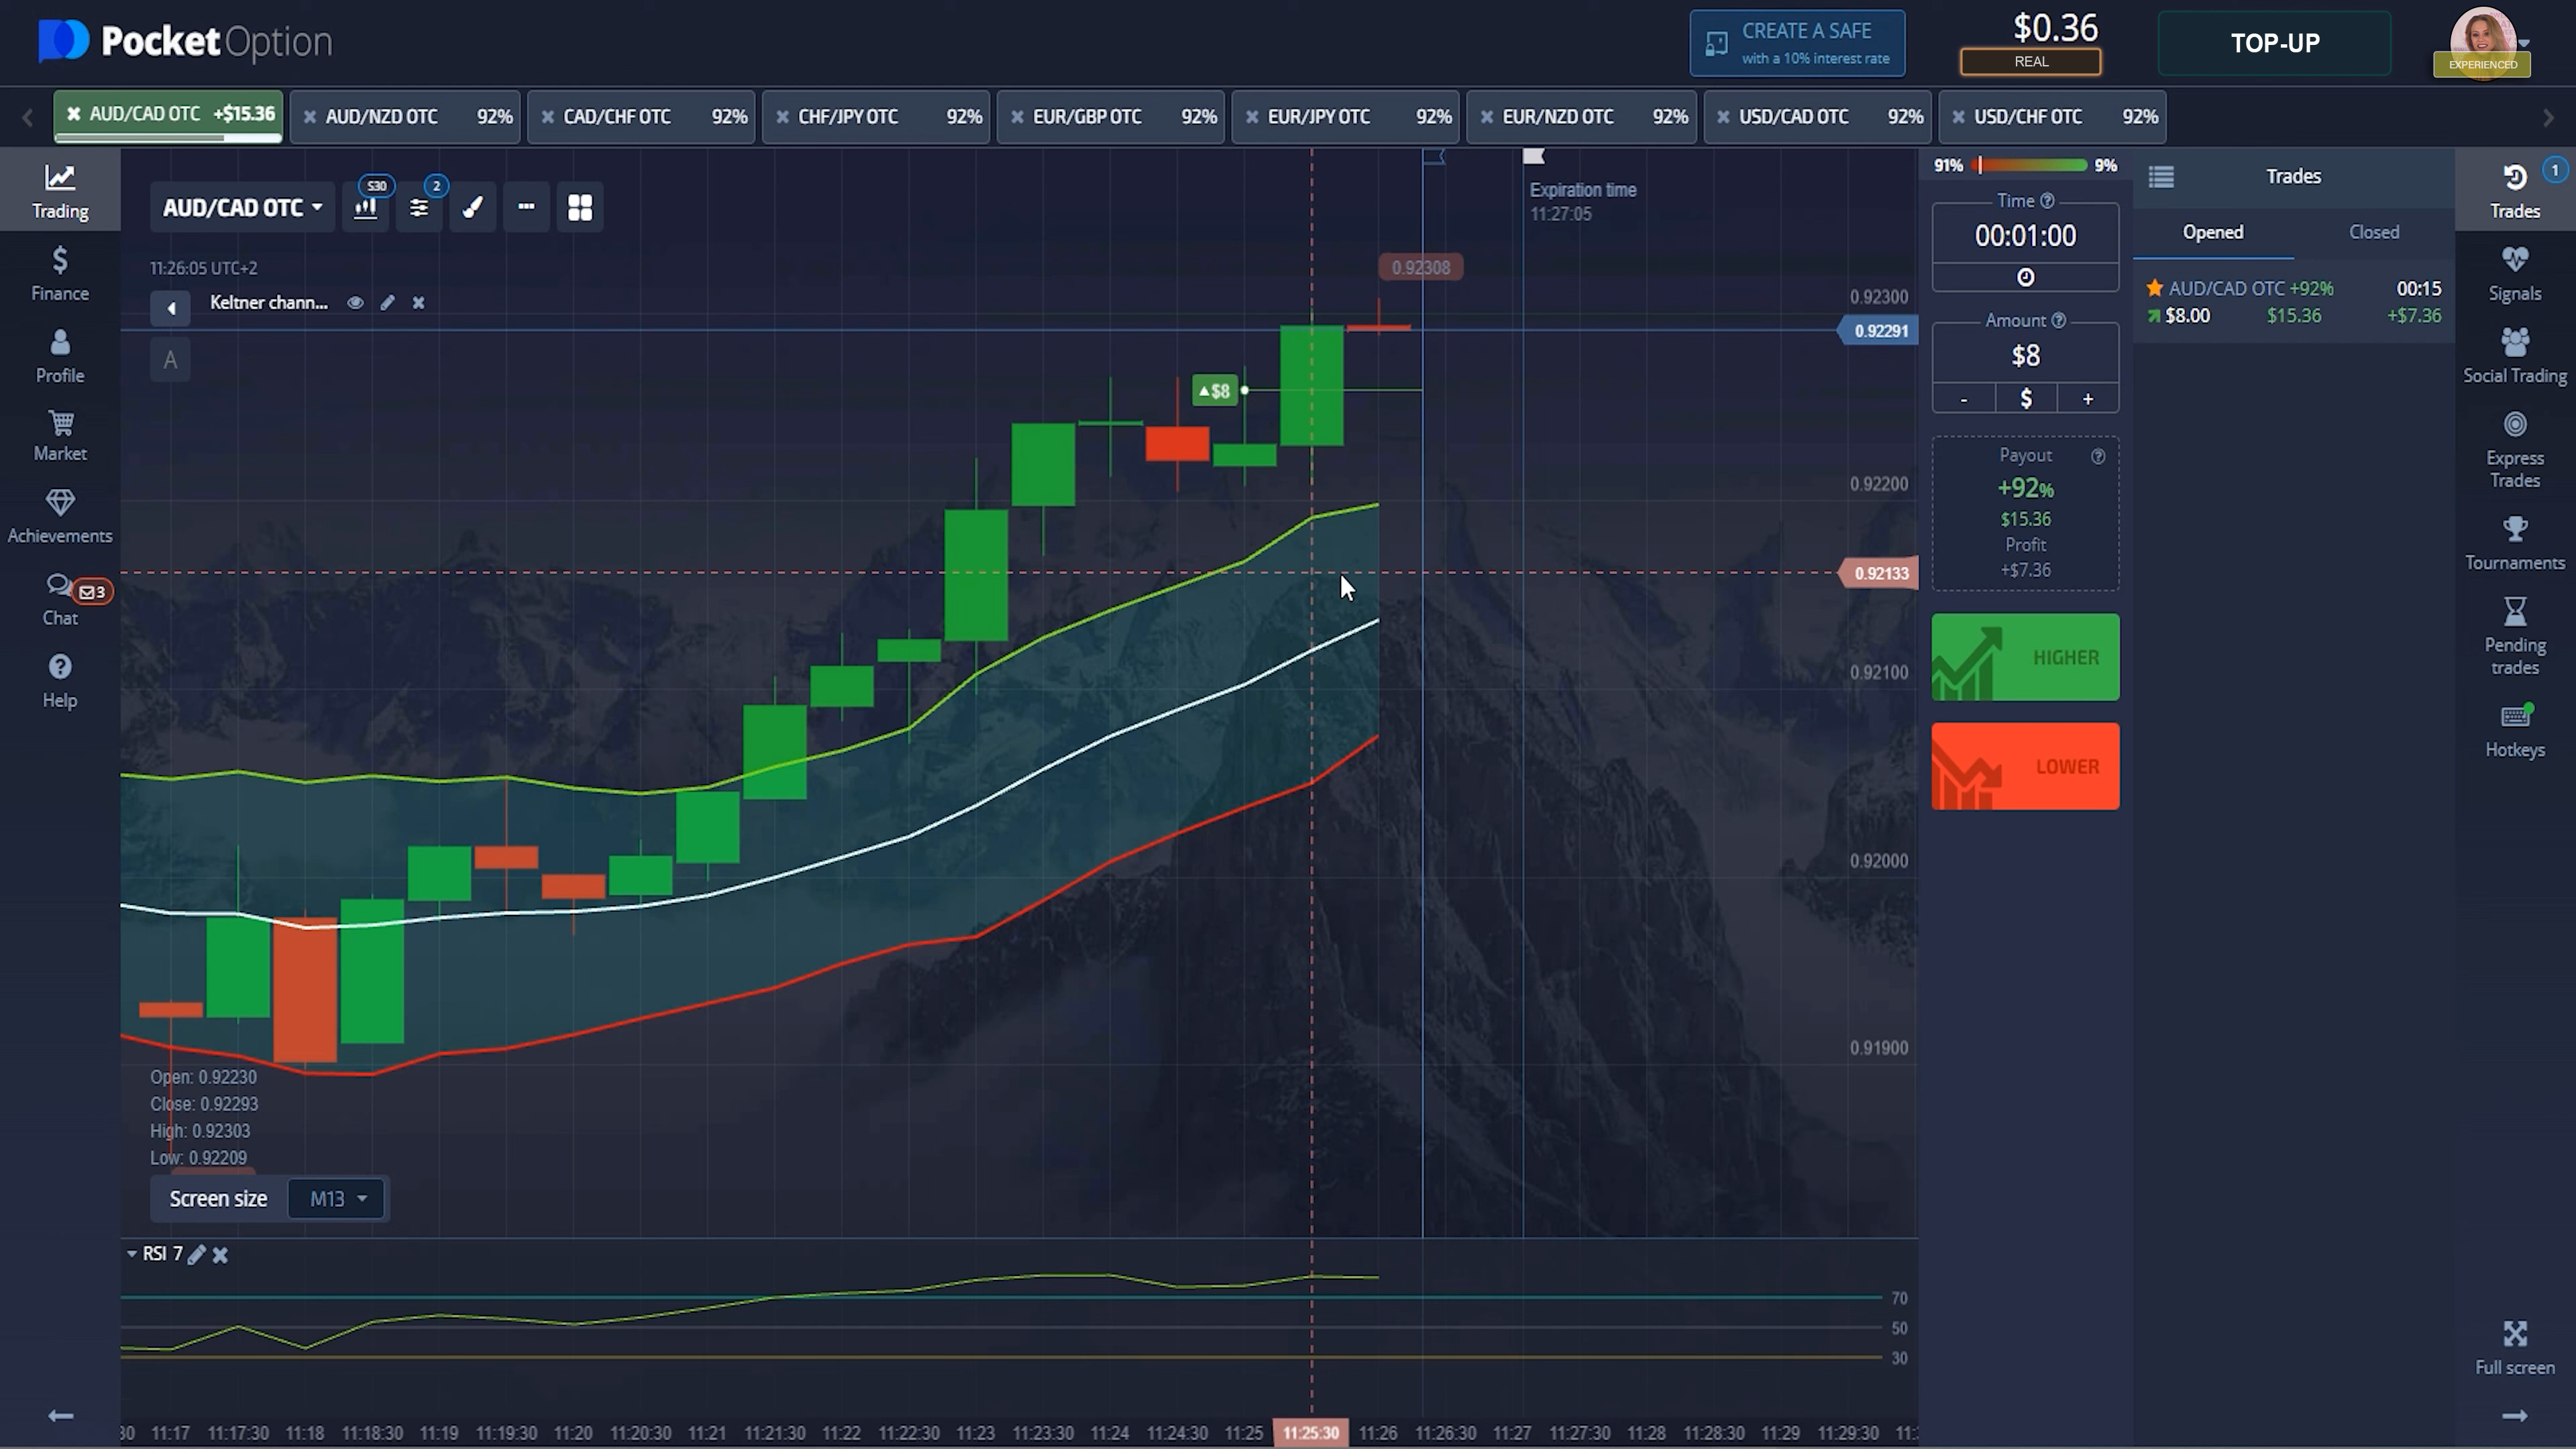 PocketOption
CREATE A SAFE
with a 10% interest rate
$0.36
REAL
TOP-UP
EXPERIENCED
AUD/CAD OTC +$15.36
AUD/NZD OTC 92%
CAD/CHF OTC 92%
CHF/JPY OTC 92%
EUR/GBP OTC 92%
EUR/JPY OTC 92%
EUR/NZD OTC 92%
USD/CAD OTC 92%
USD/CHF OTC 92%
Trading
Finance
Profile
Market
Achievements
3
Chat
Help
AUD/CAD OTC
S30
2
11:26:05 UTC+2
Keltner chann...
A
Expiration time
11:27:05
0.92308
$8
0.92300
0.92291
0.92200
0.92133
0.92100
0.92000
0.91900
Open: 0.92230
Close: 0.92293
High: 0.92303
Low: 0.92209
Screen size M13
RSI 7
70
50
30
:30 11:17 11:17:30 11:18 11:18:30 11:19 11:19:30 11:20 11:20:30 11:21 11:21:30 11:22 11:22:30 11:23 11:23:30 11:24 11:24:30 11:25 11:25:30 11:26 11:26:30 11:27 11:27:30 11:28 11:28:30 11:29 11:29:30
91% 9%
Time
00:01:00
Amount
$8
- $ +
Payout
+92%
$15.36
Profit
+$7.36
HIGHER
LOWER
Trades
Opened Closed
AUD/CAD OTC +92% 00:15
$8.00 $15.36 +$7.36
1
Trades
Signals
Social Trading
Express
Trades
Tournaments
Pending
trades
Hotkeys
Full screen